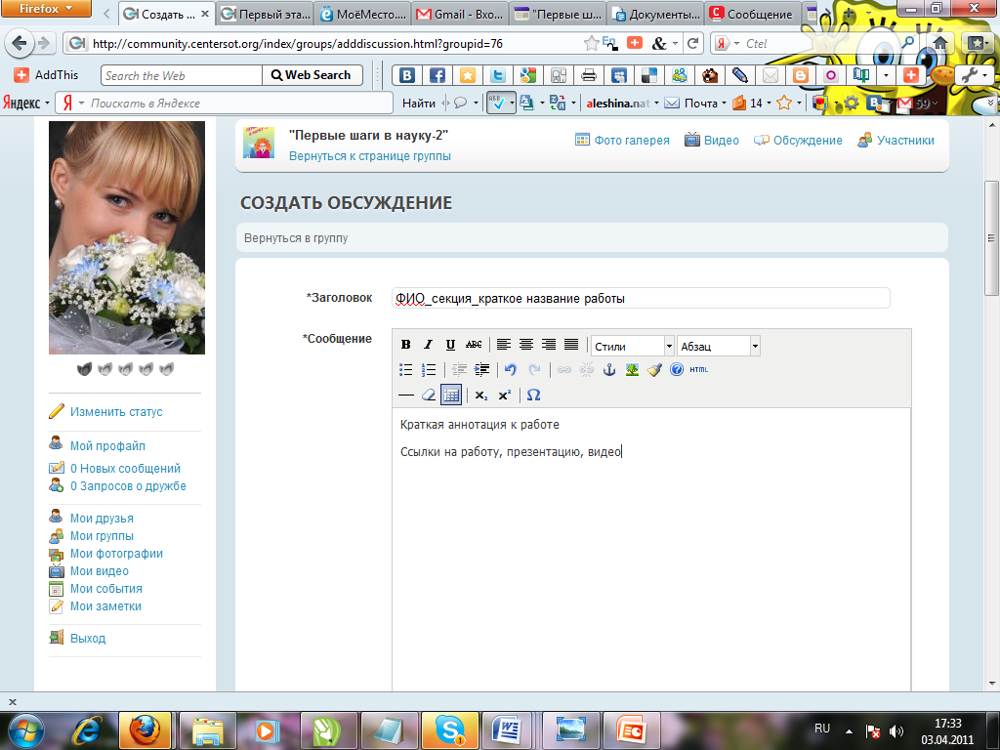 Firefox
Создать ...
Первый эта...
МоёМесто....
Gmail - Вхо...
"Первые ш...
Документы...
Сообщение
http://community.centersot.org/index/groups/adddiscussion.html?groupid=76
Ctel
AddThis
Search the Web
Web Search
Яндекс
Поискать в Яндексе
Найти
aleshina.nat
Почта
14
59
"Первые шаги в науку-2"
Вернуться к странице группы
Фото галерея
Видео
Обсуждение
Участники
СОЗДАТЬ ОБСУЖДЕНИЕ
Вернуться в группу
*Заголовок
ФИО_секция_краткое название работы
*Сообщение
B I U ABC
Стили
Абзац
HTML
Краткая аннотация к работе
Ссылки на работу, презентацию, видео
Изменить статус
Мой профайл
0 Новых сообщений
0 Запросов о дружбе
Мои друзья
Мои группы
Мои фотографии
Мои видео
Мои события
Мои заметки
Выход
RU
17:33
03.04.2011